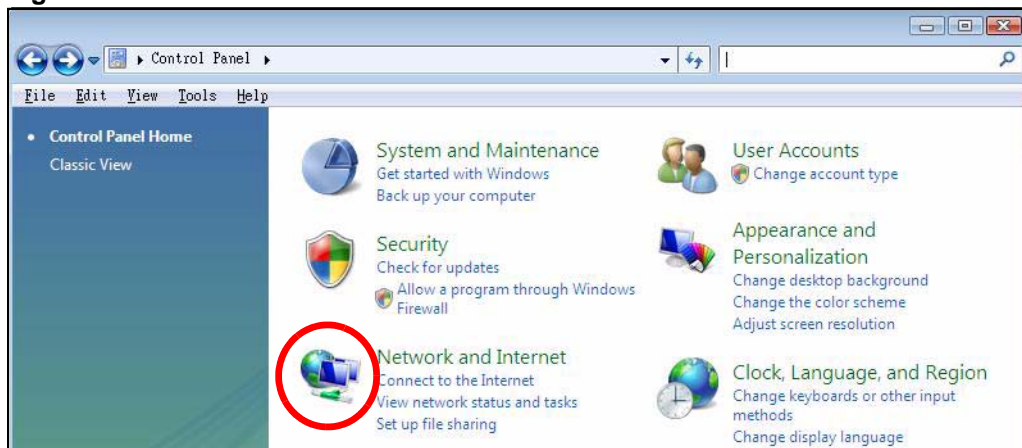 Control Panel
File Edit View Tools Help
Control Panel Home
Classic View
System and Maintenance
Get started with Windows
Back up your computer
Security
Check for updates
Allow a program through Windows
Firewall
Network and Internet
Connect to the Internet
View network status and tasks
Set up file sharing
User Accounts
Change account type
Appearance and
Personalization
Change desktop background
Change the color scheme
Adjust screen resolution
Clock, Language, and Region
Change keyboards or other input
methods
Change display language